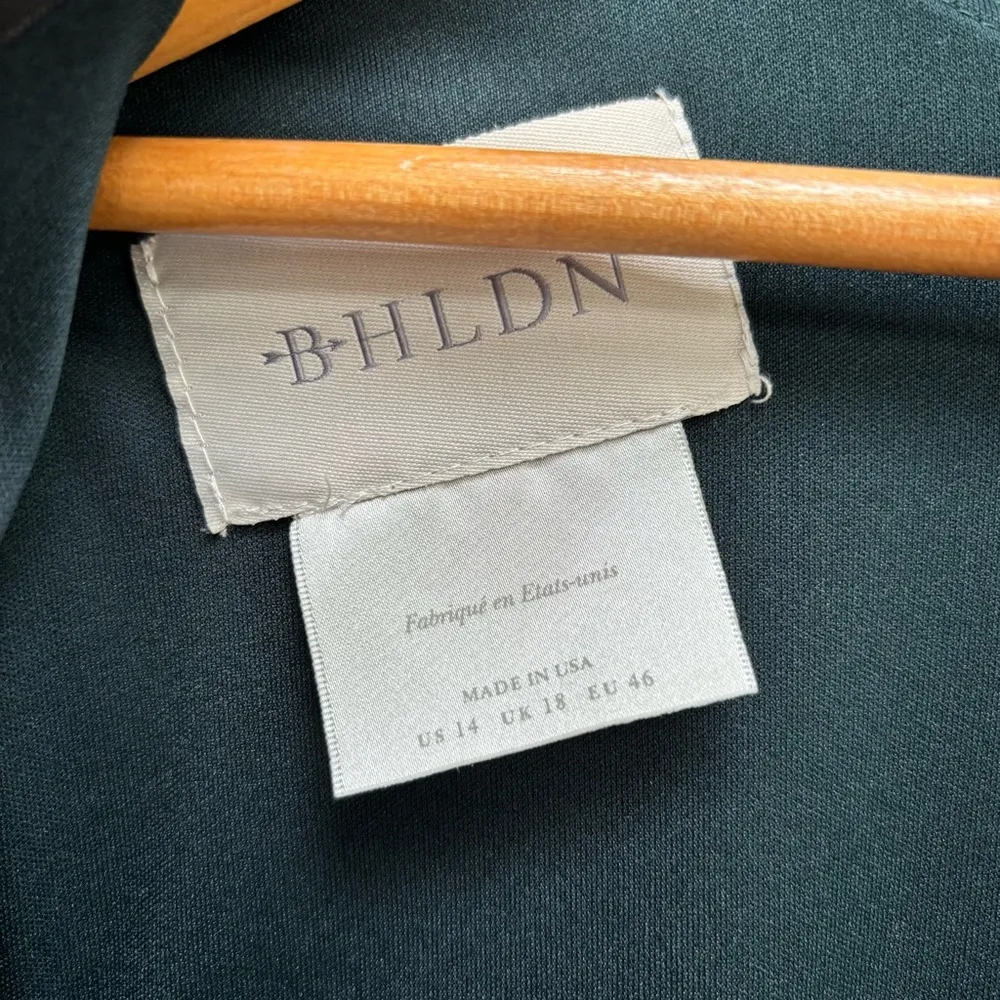 BHLDN
Fabriqué en Etats-unis
MADE IN USA
US 14 UK 18 EU 46